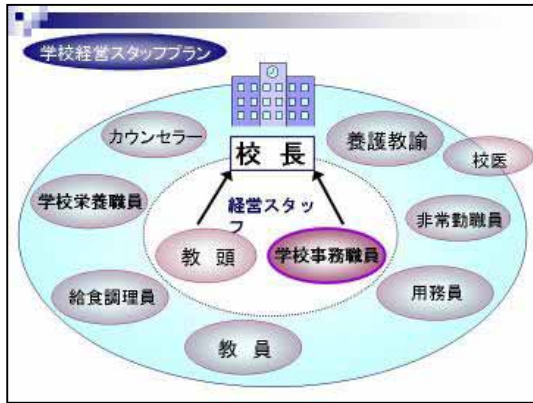 学校経営スタッフプラン
カウンセラー
校 長
養護教諭
校医
学校栄養職員
経営スタッ
フ
非常勤職員
教 頭
学校事務職員
給食調理員
用務員
教 員